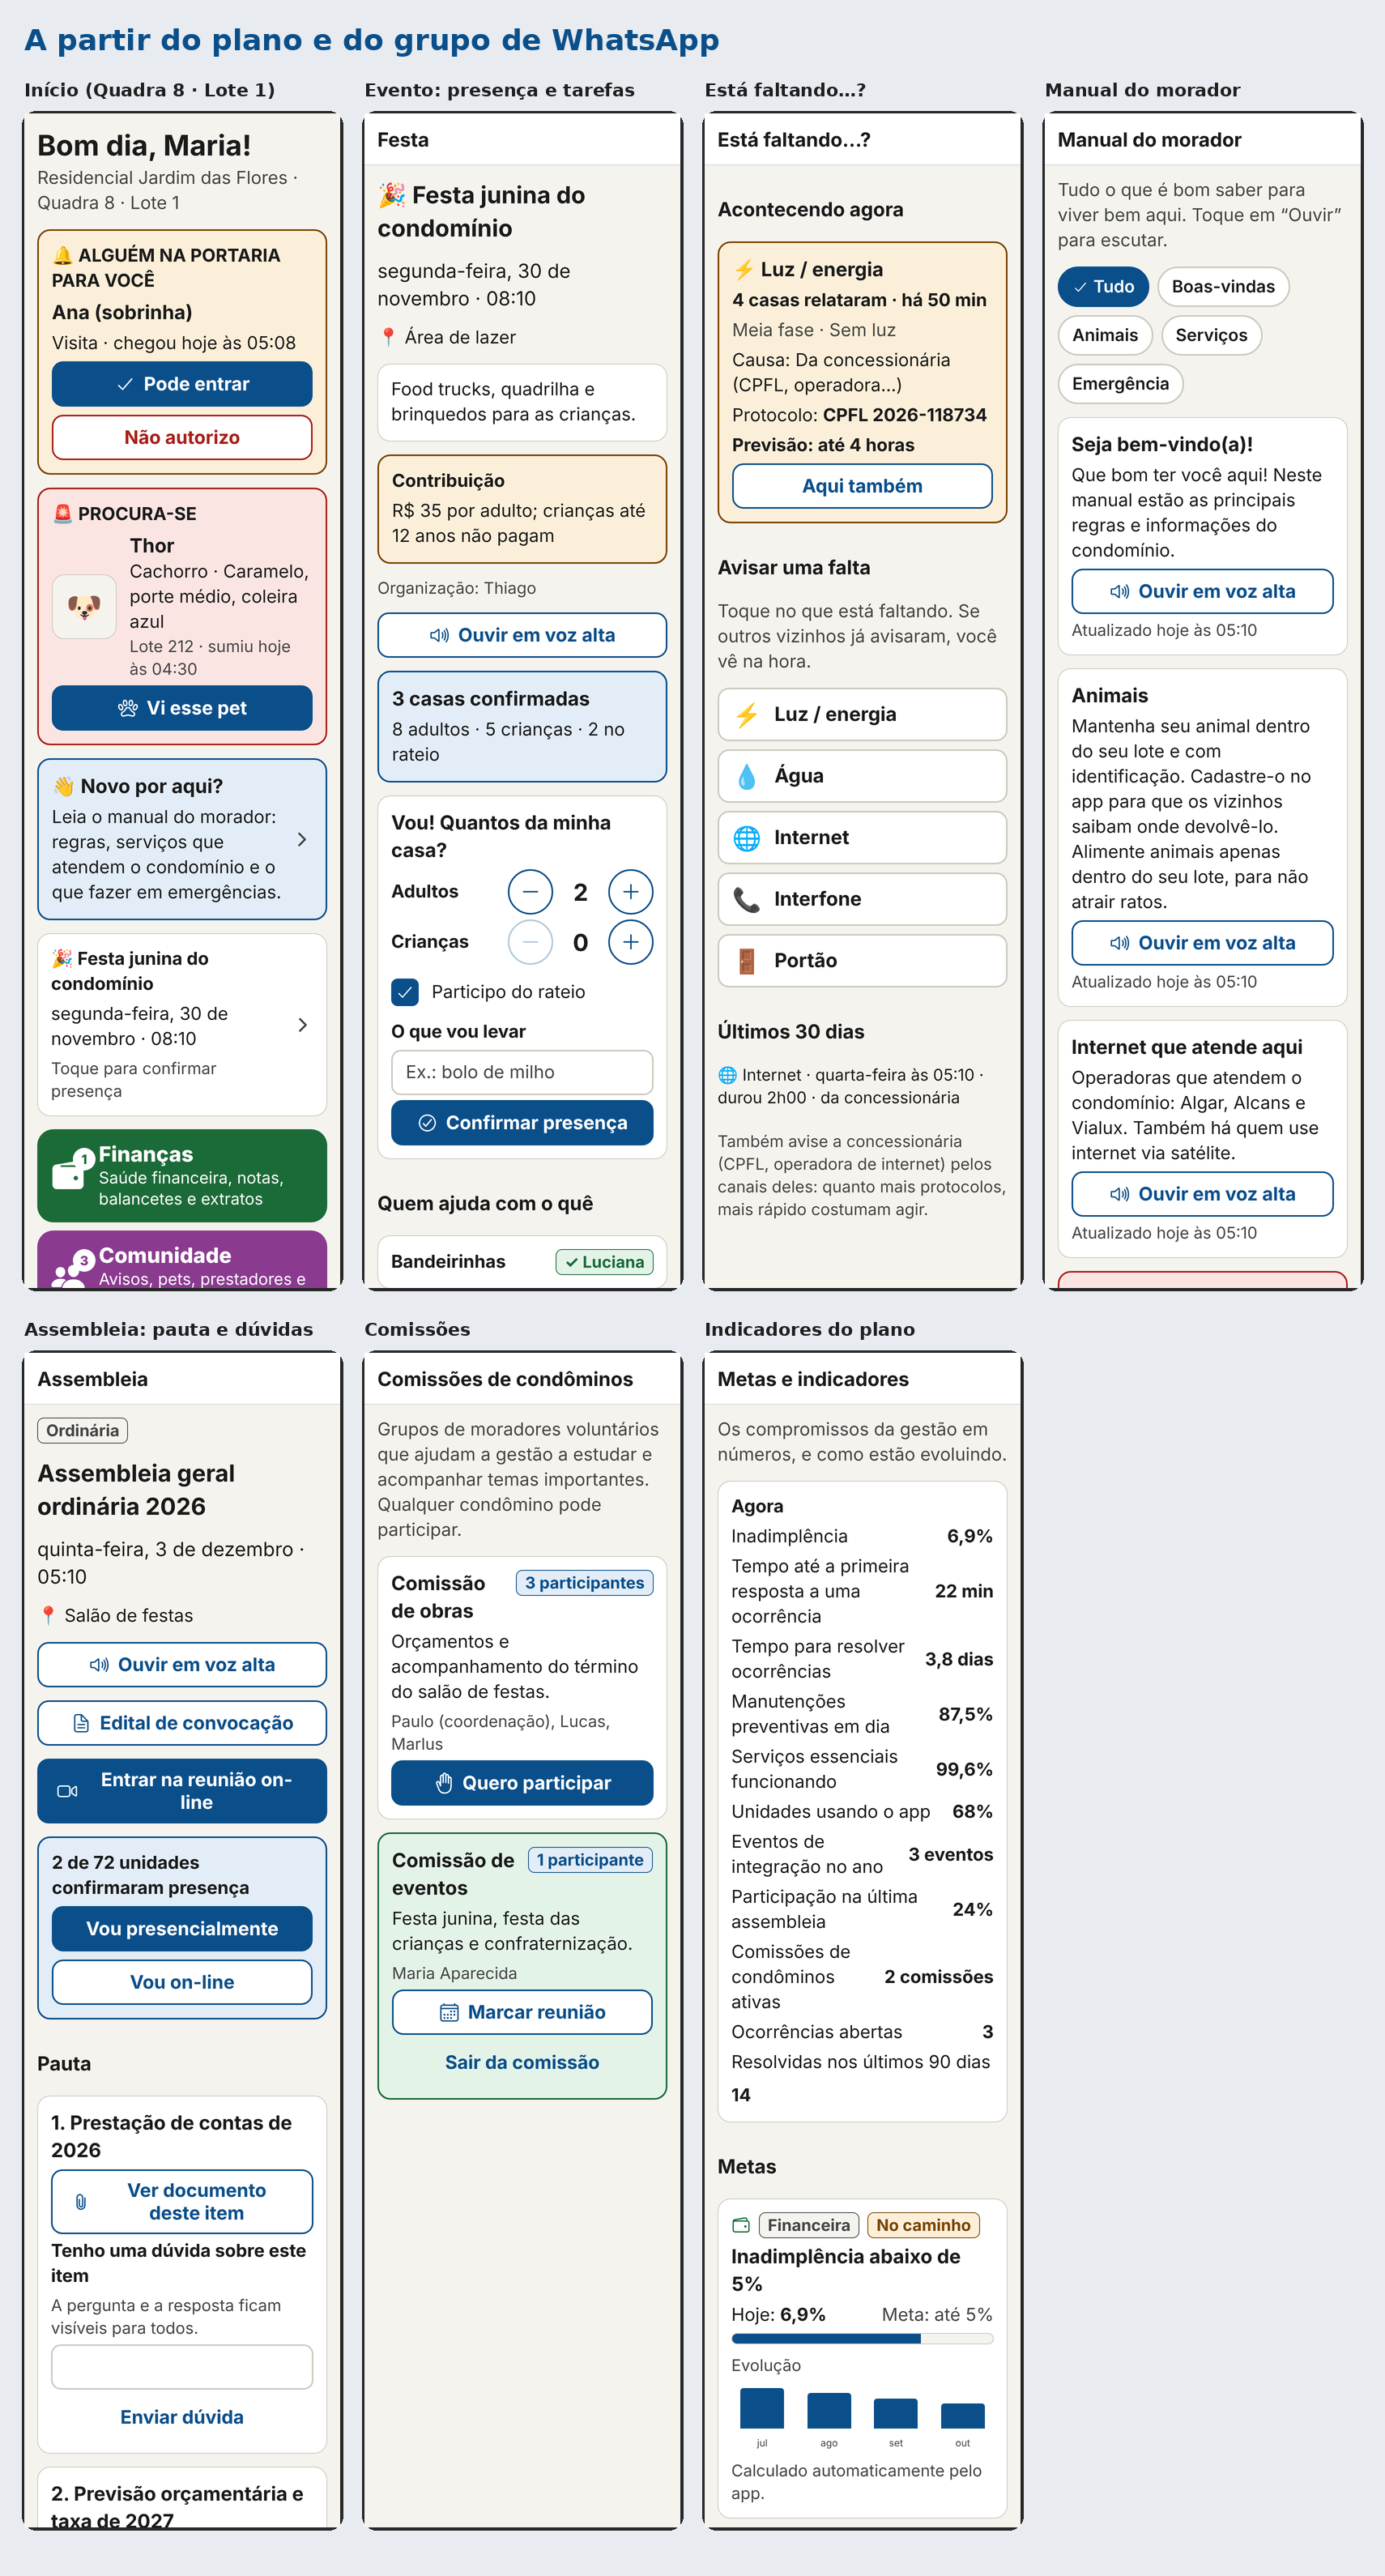 A partir do plano e do grupo de WhatsApp
Início (Quadra 8 · Lote 1)
Bom dia, Maria!
Residencial Jardim das Flores ·
Quadra 8 · Lote 1
🔔 ALGUÉM NA PORTARIA
PARA VOCÊ
Ana (sobrinha)
Visita · chegou hoje às 05:08
Pode entrar
Não autorizo
🚨 PROCURA-SE
Thor
Cachorro · Caramelo,
porte médio, coleira
azul
Lote 212 · sumiu hoje
às 04:30
Vi esse pet
👋 Novo por aqui?
Leia o manual do morador:
regras, serviços que
atendem o condomínio e o
que fazer em emergências.
🎉 Festa junina do
condomínio
segunda-feira, 30 de
novembro · 08:10
Toque para confirmar
presença
1
Finanças
Saúde financeira, notas,
balancetes e extratos
3
Comunidade
Avisos, pets, prestadores e
Evento: presença e tarefas
Festa
🎉 Festa junina do
condomínio
segunda-feira, 30 de
novembro · 08:10
📍 Área de lazer
Food trucks, quadrilha e
brinquedos para as crianças.
Contribuição
R$ 35 por adulto; crianças até
12 anos não pagam
Organização: Thiago
Ouvir em voz alta
3 casas confirmadas
8 adultos · 5 crianças · 2 no
rateio
Vou! Quantos da minha
casa?
Adultos − 2 +
Crianças − 0 +
Participo do rateio
O que vou levar
Ex.: bolo de milho
Confirmar presença
Quem ajuda com o quê
Bandeirinhas ✓ Luciana
Está faltando…?
Está faltando…?
Acontecendo agora
⚡ Luz / energia
4 casas relataram · há 50 min
Meia fase · Sem luz
Causa: Da concessionária
(CPFL, operadora…)
Protocolo: CPFL 2026-118734
Previsão: até 4 horas
Aqui também
Avisar uma falta
Toque no que está faltando. Se
outros vizinhos já avisaram, você
vê na hora.
⚡ Luz / energia
💧 Água
🌐 Internet
📞 Interfone
🚪 Portão
Últimos 30 dias
🌐 Internet · quarta-feira às 05:10 ·
durou 2h00 · da concessionária
Também avise a concessionária
(CPFL, operadora de internet) pelos
canais deles: quanto mais protocolos,
mais rápido costumam agir.
Manual do morador
Manual do morador
Tudo o que é bom saber para
viver bem aqui. Toque em “Ouvir”
para escutar.
✓ Tudo
Boas-vindas
Animais
Serviços
Emergência
Seja bem-vindo(a)!
Que bom ter você aqui! Neste
manual estão as principais
regras e informações do
condomínio.
Ouvir em voz alta
Atualizado hoje às 05:10
Animais
Mantenha seu animal dentro
do seu lote e com
identificação. Cadastre-o no
app para que os vizinhos
saibam onde devolvê-lo.
Alimente animais apenas
dentro do seu lote, para não
atrair ratos.
Ouvir em voz alta
Atualizado hoje às 05:10
Internet que atende aqui
Operadoras que atendem o
condomínio: Algar, Alcans e
Vialux. Também há quem use
internet via satélite.
Ouvir em voz alta
Atualizado hoje às 05:10
Assembleia: pauta e dúvidas
Assembleia
Ordinária
Assembleia geral
ordinária 2026
quinta-feira, 3 de dezembro ·
05:10
📍 Salão de festas
Ouvir em voz alta
Edital de convocação
Entrar na reunião on-
line
2 de 72 unidades
confirmaram presença
Vou presencialmente
Vou on-line
Pauta
1. Prestação de contas de
2026
Ver documento
deste item
Tenho uma dúvida sobre este
item
A pergunta e a resposta ficam
visíveis para todos.
Enviar dúvida
2. Previsão orçamentária e
taxa de 2027
Comissões
Comissões de condôminos
Grupos de moradores voluntários
que ajudam a gestão a estudar e
acompanhar temas importantes.
Qualquer condômino pode
participar.
Comissão
de obras
3 participantes
Orçamentos e
acompanhamento do término
do salão de festas.
Paulo (coordenação), Lucas,
Marlus
Quero participar
Comissão de
eventos
1 participante
Festa junina, festa das
crianças e confraternização.
Maria Aparecida
Marcar reunião
Sair da comissão
Indicadores do plano
Metas e indicadores
Os compromissos da gestão em
números, e como estão evoluindo.
Agora
Inadimplência 6,9%
Tempo até a primeira
resposta a uma
ocorrência
22 min
Tempo para resolver
ocorrências
3,8 dias
Manutenções
preventivas em dia
87,5%
Serviços essenciais
funcionando
99,6%
Unidades usando o app 68%
Eventos de
integração no ano
3 eventos
Participação na última
assembleia
24%
Comissões de
condôminos
ativas
2 comissões
Ocorrências abertas 3
Resolvidas nos últimos 90 dias
14
Metas
Financeira
No caminho
Inadimplência abaixo de
5%
Hoje: 6,9% Meta: até 5%
Evolução
jul ago set out
Calculado automaticamente pelo
app.